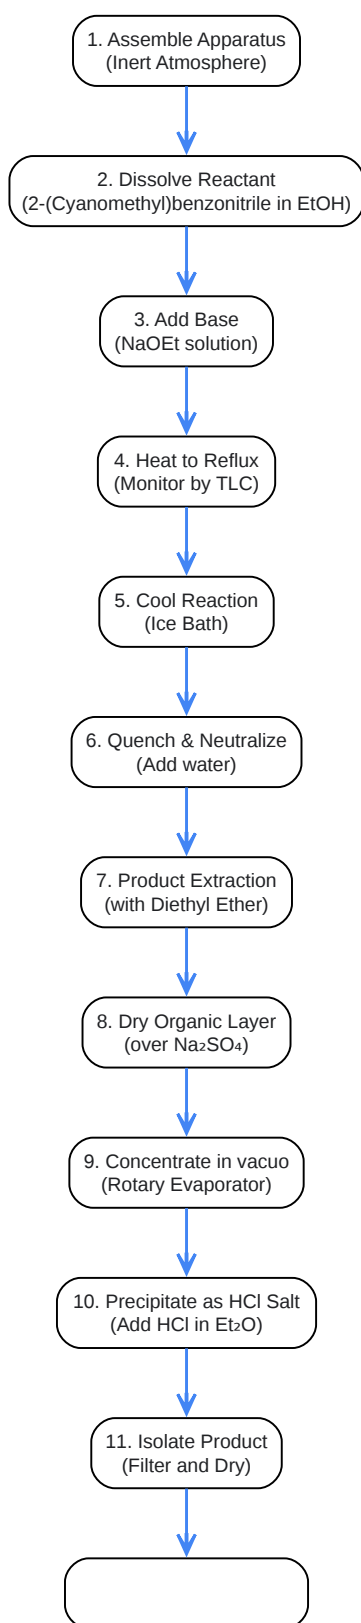 1. Assemble Apparatus
(Inert Atmosphere)
2. Dissolve Reactant
(2-(Cyanomethyl)benzonitrile in EtOH)
3. Add Base
(NaOEt solution)
4. Heat to Reflux
(Monitor by TLC)
5. Cool Reaction
(Ice Bath)
6. Quench & Neutralize
(Add water)
7. Product Extraction
(with Diethyl Ether)
8. Dry Organic Layer
(over Na₂SO₄)
9. Concentrate in vacuo
(Rotary Evaporator)
10. Precipitate as HCl Salt
(Add HCl in Et₂O)
11. Isolate Product
(Filter and Dry)